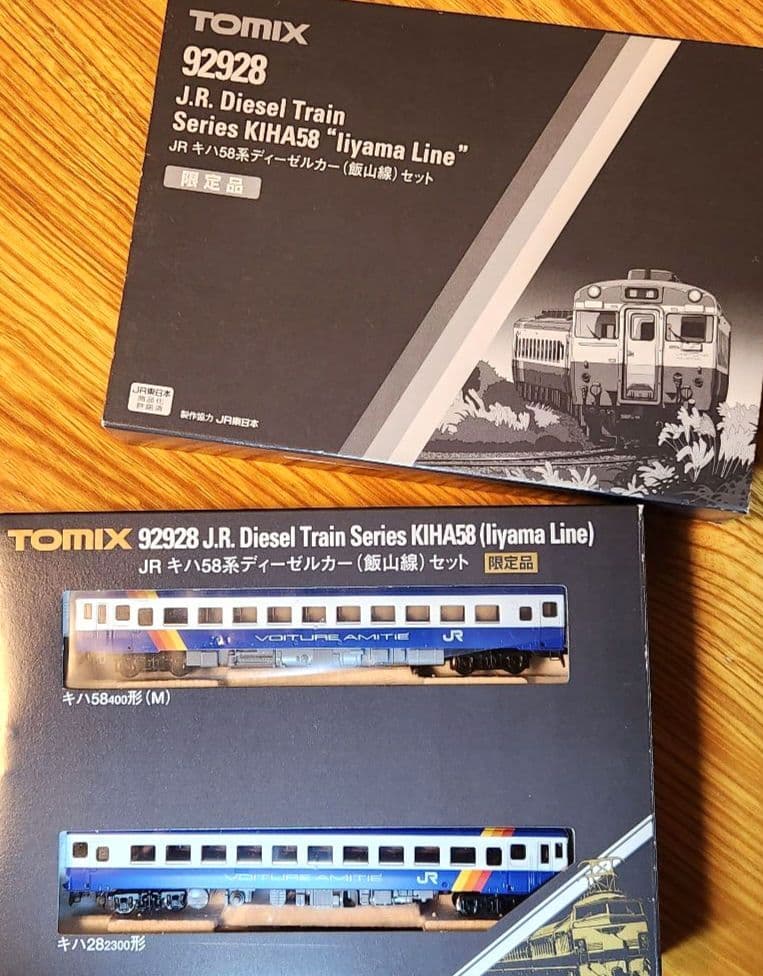 TOMIX
92928
J.R. Diesel Train
Series KIHA58 “Iiyama Line”
JR キハ58系ディーゼルカー（飯山線）セット
限定品
JR東日本
商品化
許諾済
製作協力 JR東日本
TOMIX 92928 J.R. Diesel Train Series KIHA58 (Iiyama Line)
JR キハ58系ディーゼルカー（飯山線）セット 限定品
VOITURE AMITIE JR
キハ58400形（M）
VOITURE AMITIE JR
キハ282300形